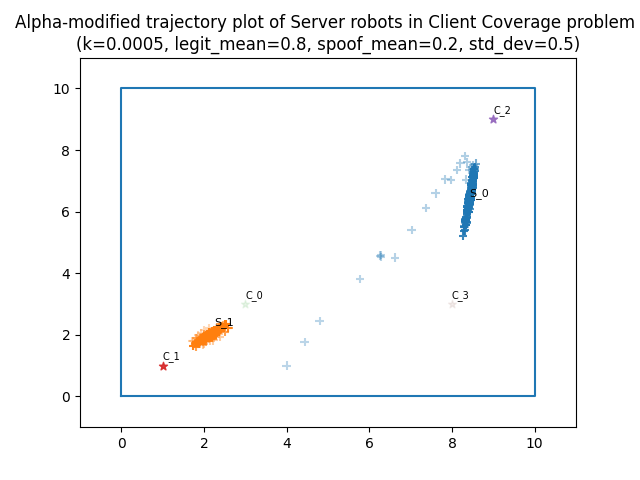 Alpha-modified trajectory plot of Server robots in Client Coverage problem
(k=0.0005, legit_mean=0.8, spoof_mean=0.2, std_dev=0.5)
10
8
6
4
2
0
C_2
S_0
C_0
C_3
S_1
C_1
0 2 4 6 8 10